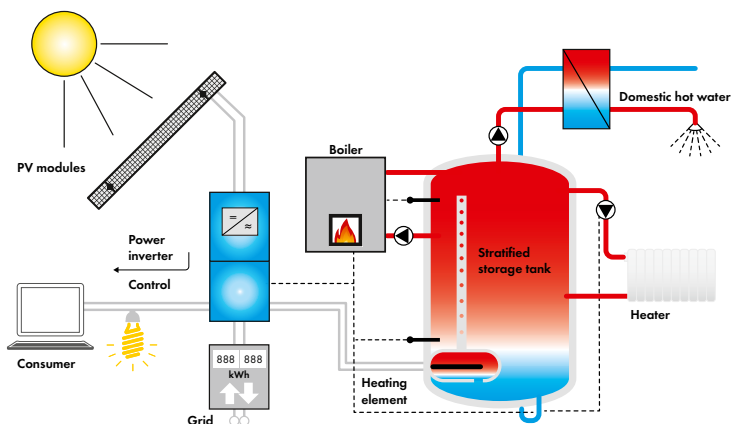 Domestic hot water
Boiler
PV modules
=
≈
Power
inverter
Control
Stratified
storage tank
Heater
888 888
kWh
Consumer
Heating
element
Grid